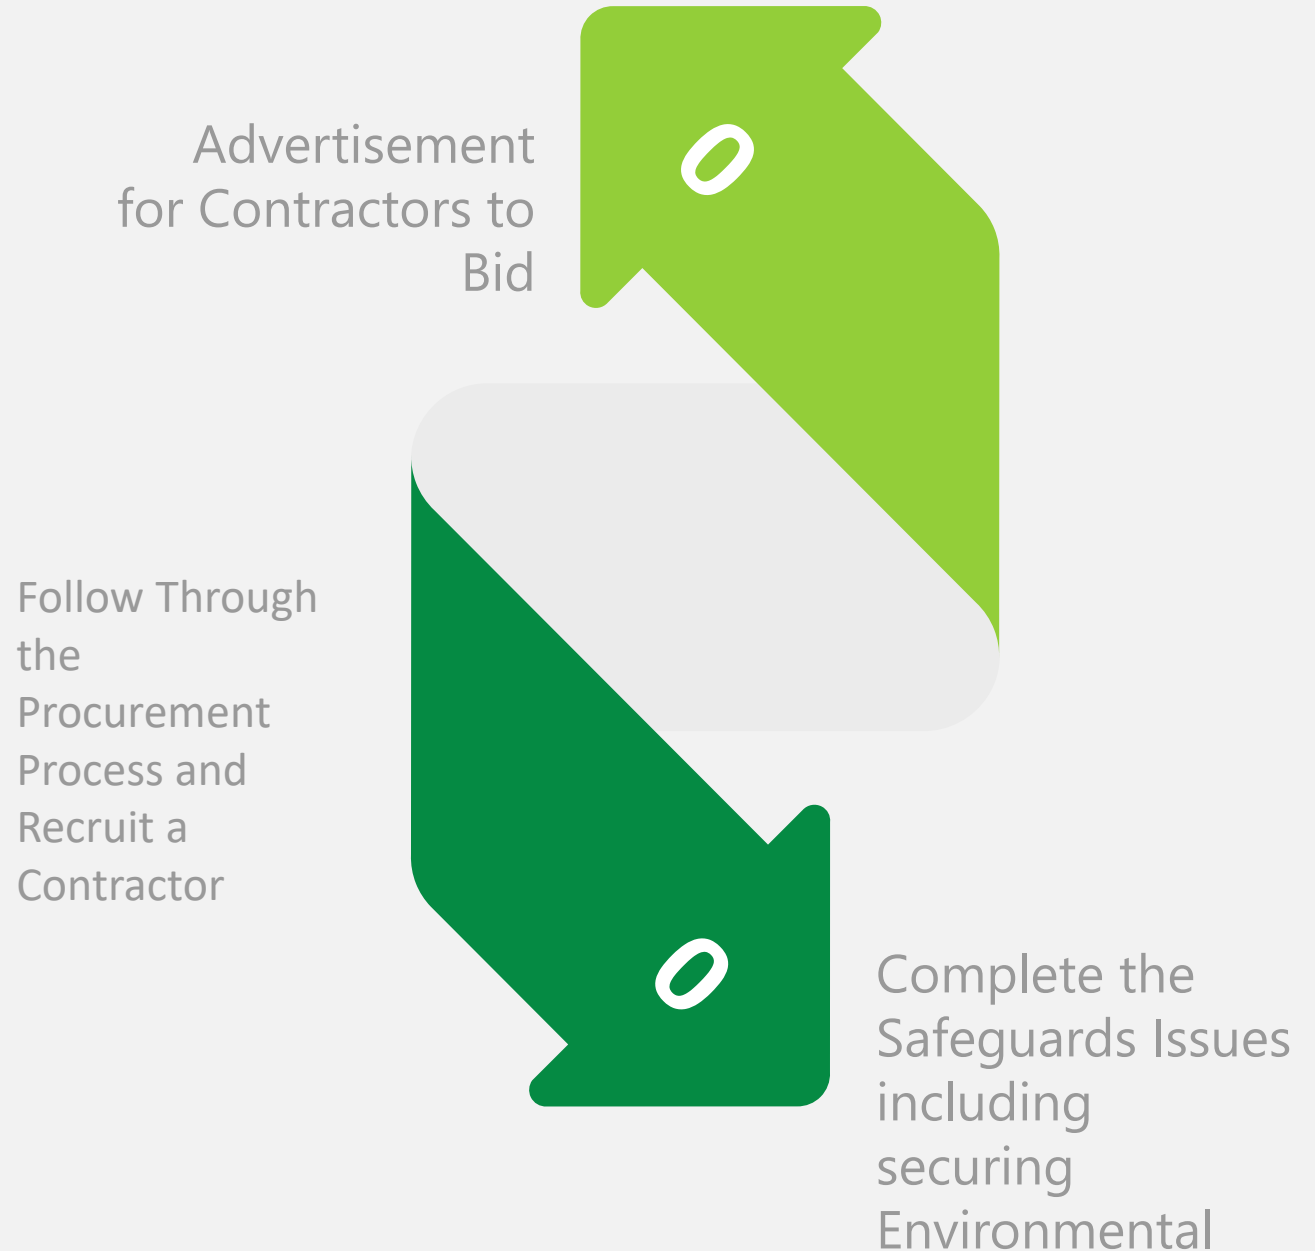 0
Advertisement
for Contractors to
Bid
Follow Through
the
Procurement
Process and
Recruit a
Contractor
0
Complete the
Safeguards Issues
including
securing
Environmental